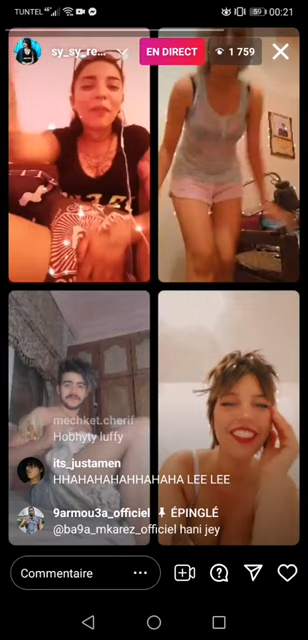 TUNTEL
59
00:21
sy_sy_re...
EN DIRECT
1 759
mechket.cherif
Hobhyty luffy
its_justamen
HHAHAHAHAHHAHAHA LEE LEE
9armou3a_officiel ÉPINGLÉ
@ba9a_mkarez_officiel hani jey
Commentaire